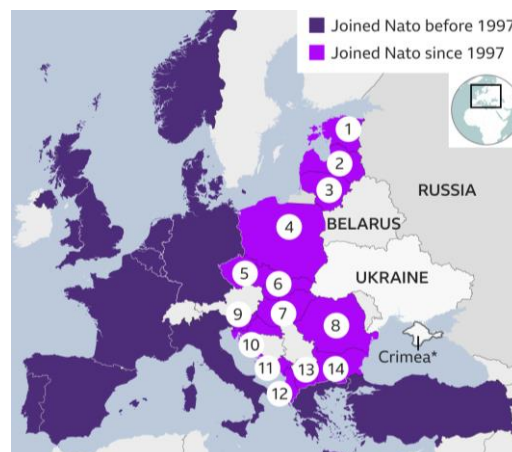 Joined Nato before 1997
Joined Nato since 1997
1
2
3
RUSSIA
4
BELARUS
5
6
UKRAINE
7
9
8
10
Crimea*
11
13
14
12